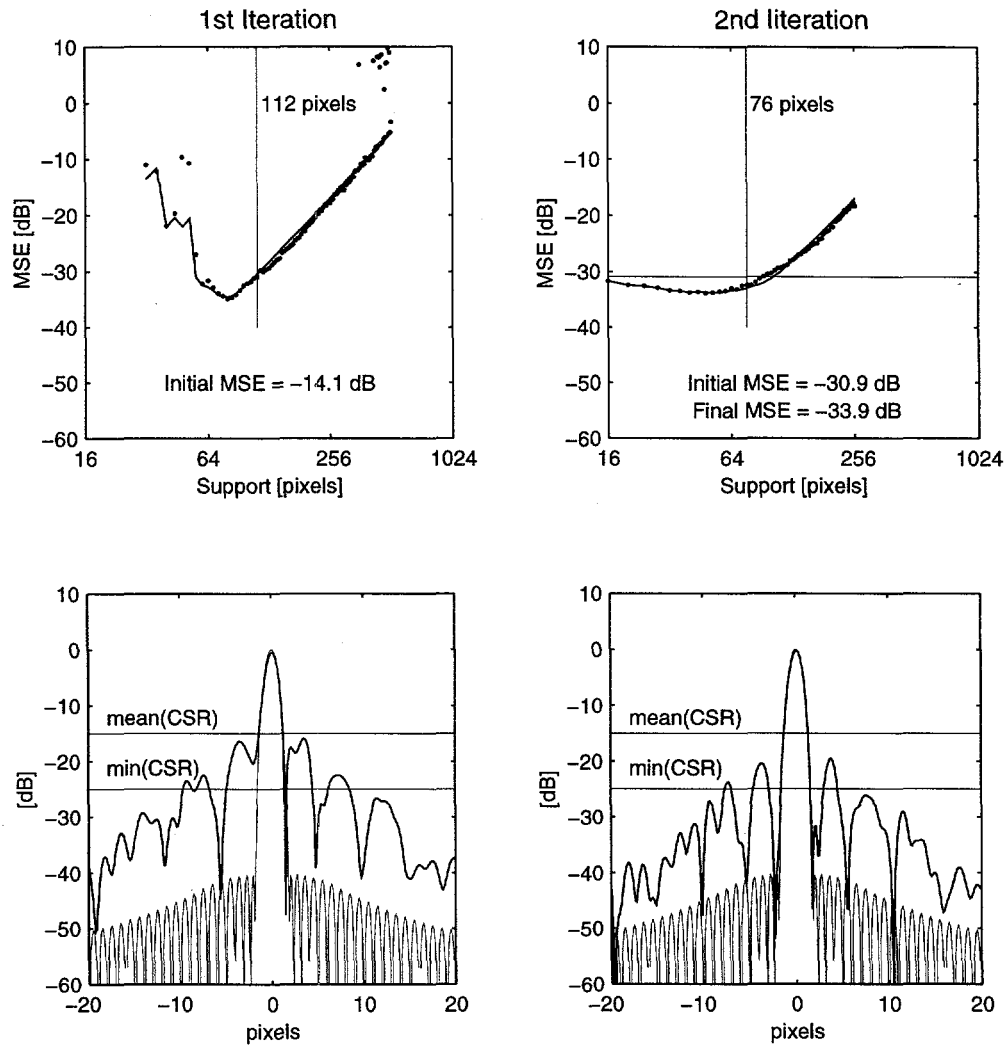 1st Iteration
10
0
−10
−20
−30
−40
−50
−60
MSE [dB]
112 pixels
Initial MSE = −14.1 dB
16
64
256
1024
Support [pixels]
2nd Iiteration
10
0
−10
−20
−30
−40
−50
−60
MSE [dB]
76 pixels
Initial MSE = −30.9 dB
Final MSE = −33.9 dB
16
64
256
1024
Support [pixels]
10
0
−10
−20
−30
−40
−50
−60
[dB]
mean(CSR)
min(CSR)
−20
−10
0
10
20
pixels
10
0
−10
−20
−30
−40
−50
−60
[dB]
mean(CSR)
min(CSR)
−20
−10
0
10
20
pixels